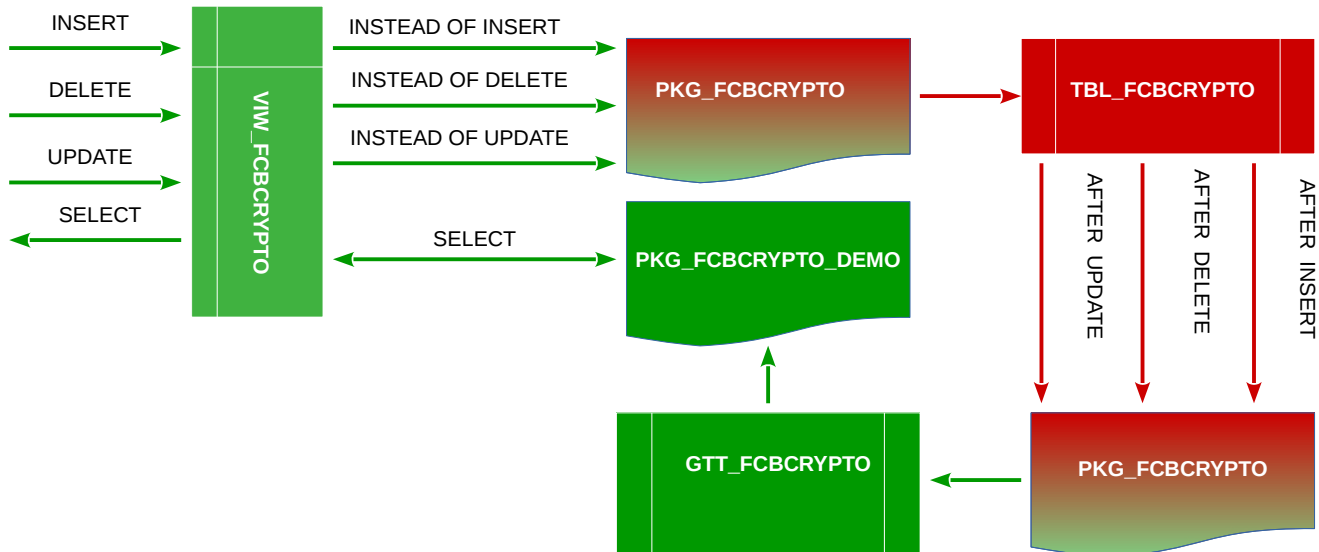 INSERT
DELETE
UPDATE
SELECT
VIW_FCBCRYPTO
INSTEAD OF INSERT
INSTEAD OF DELETE
INSTEAD OF UPDATE
SELECT
PKG_FCBCRYPTO
TBL_FCBCRYPTO
PKG_FCBCRYPTO_DEMO
AFTER UPDATE
AFTER DELETE
AFTER INSERT
GTT_FCBCRYPTO
PKG_FCBCRYPTO